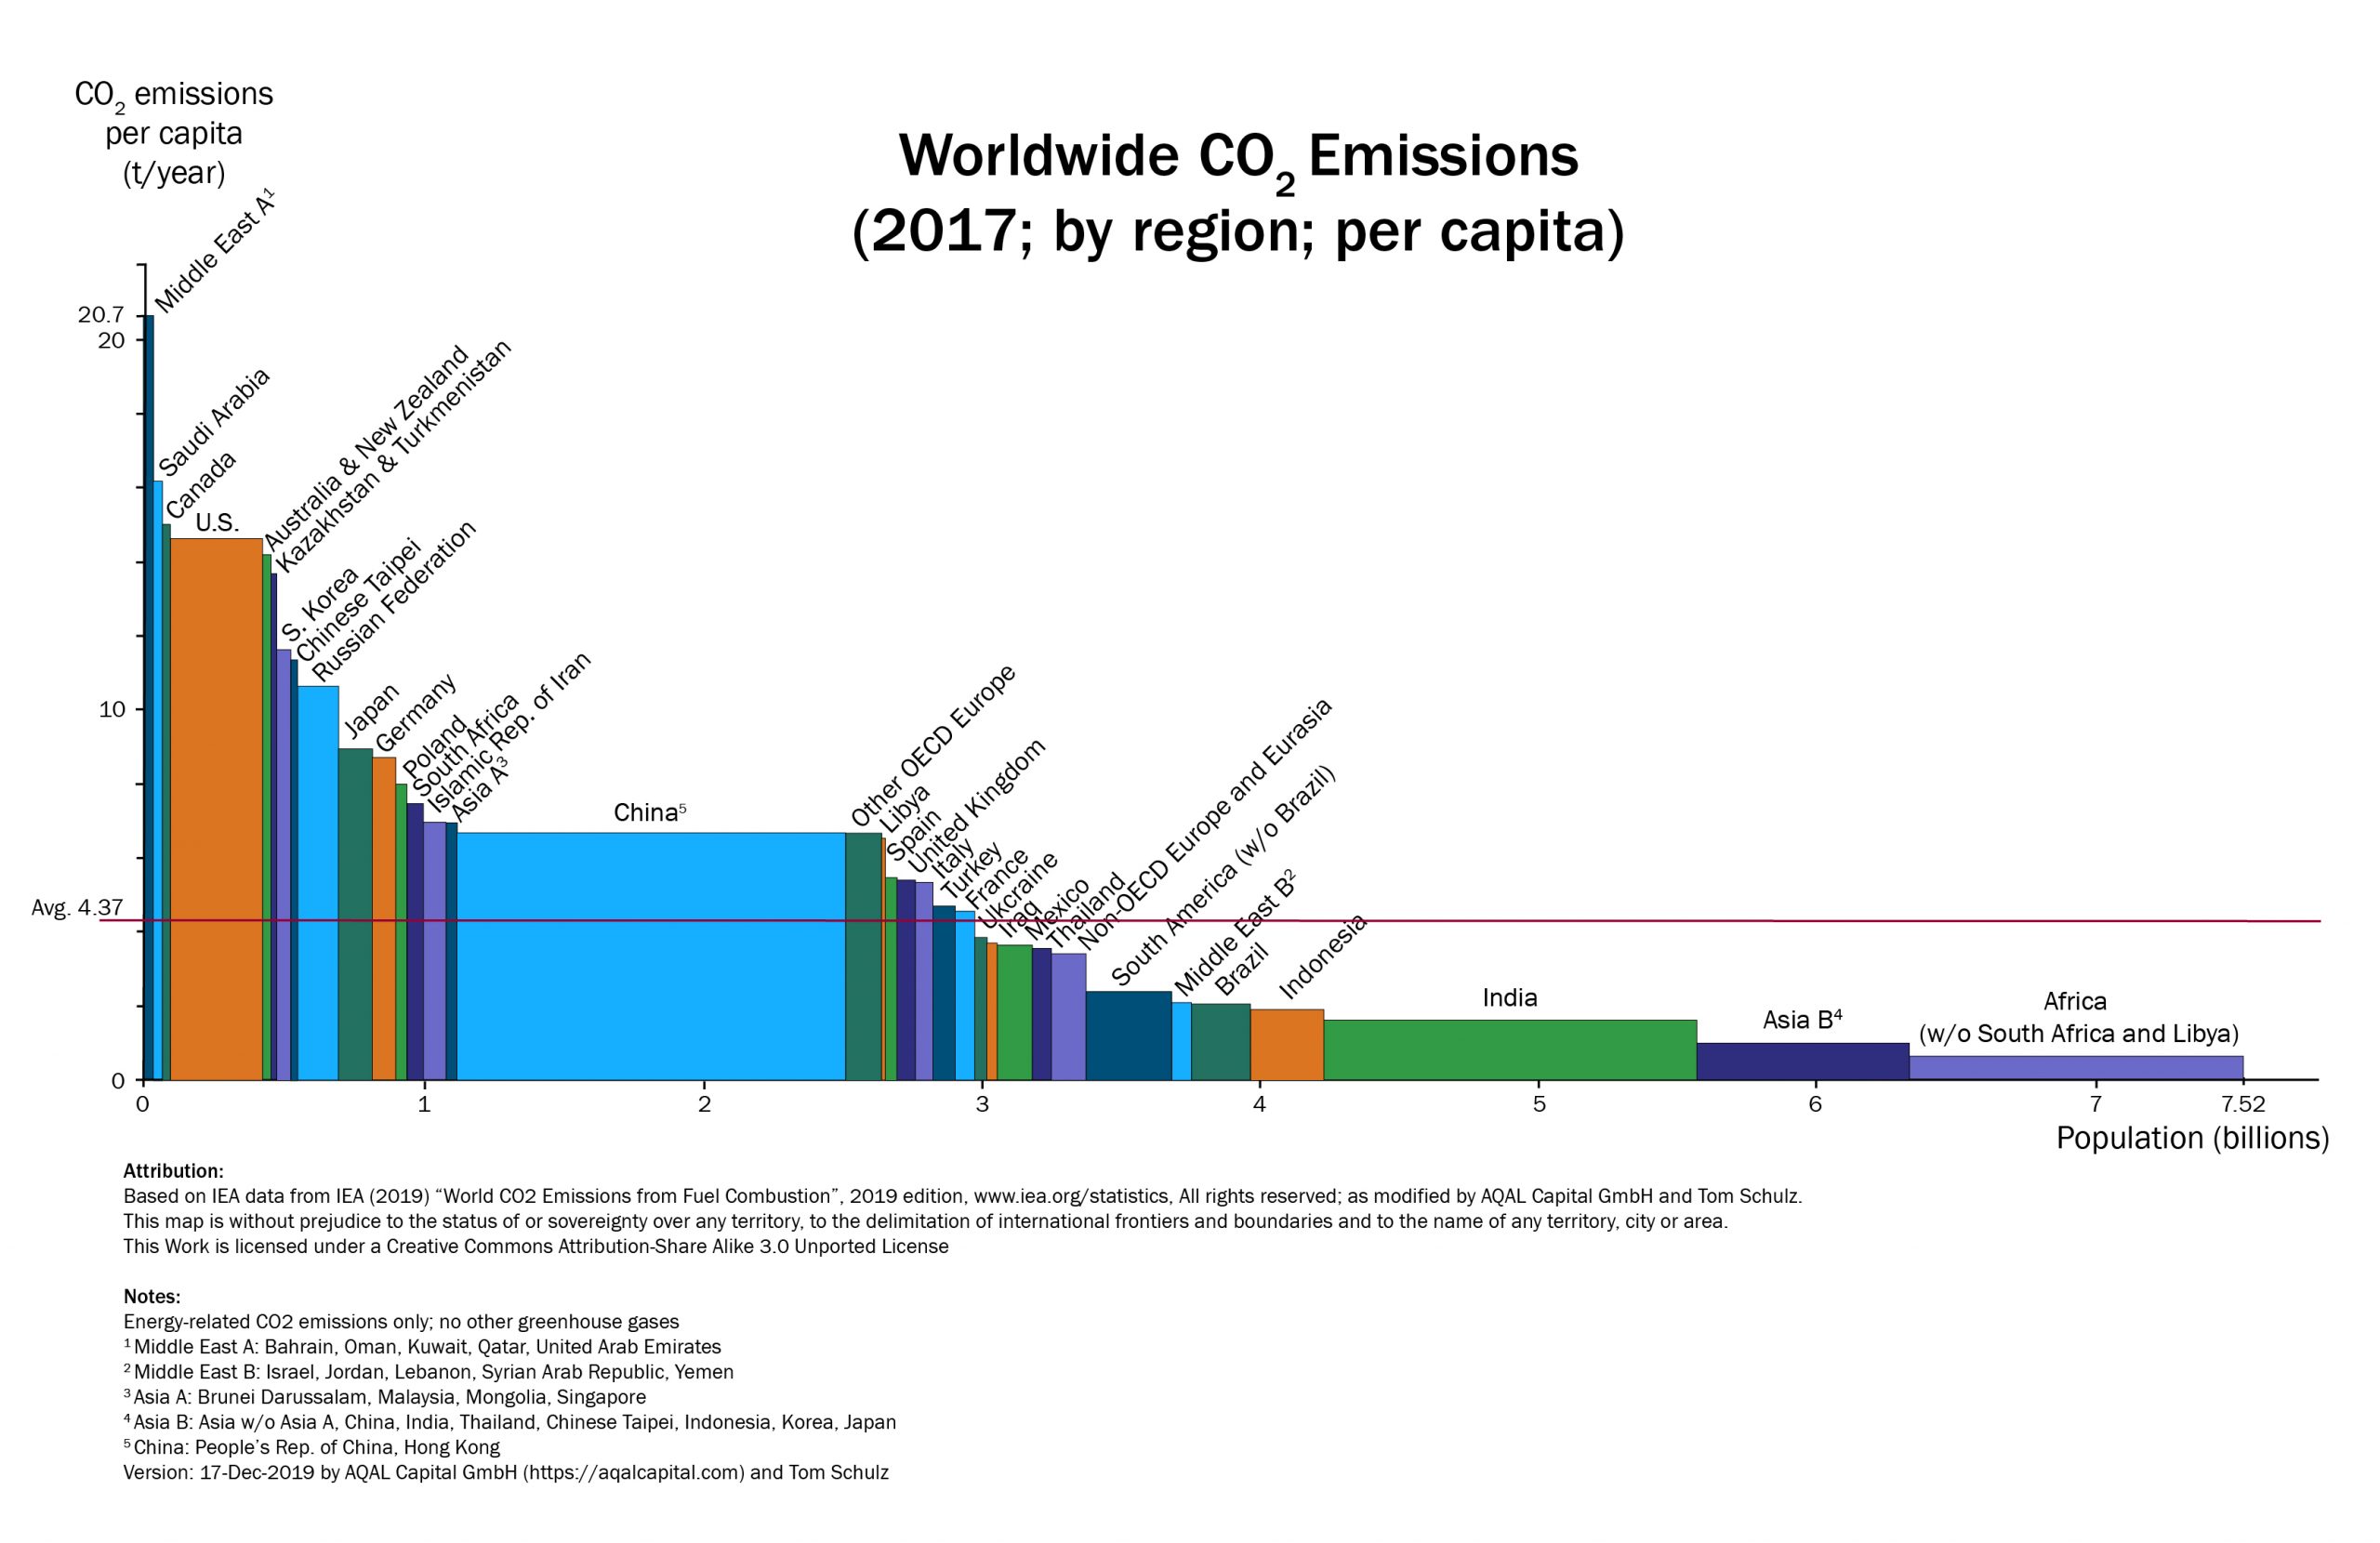 CO2 emissions
per capita
(t/year)
Worldwide CO2 Emissions
(2017; by region; per capita)
Middle East A¹
20.7
20
Saudi Arabia
Canada
U.S.
Australia & New Zealand
Kazakhstan & Turkmenistan
S. Korea
Chinese Taipei
Russian Federation
10
Japan
Germany
Poland
South Africa
Islamic Rep. of Iran
Asia A³
China⁵
Other OECD Europe
Libya
Spain
United Kingdom
Italy
Turkey
France
Ukcraine
Iraq
Mexico
Thailand
Non-OECD Europe and Eurasia
South America (w/o Brazil)
Middle East B²
Brazil
Indonesia
India
Asia B⁴
Africa
(w/o South Africa and Libya)
Avg. 4.37
0
0 1 2 3 4 5 6 7 7.52
Population (billions)
Attribution:
Based on IEA data from IEA (2019) “World CO2 Emissions from Fuel Combustion”, 2019 edition, www.iea.org/statistics, All rights reserved; as modified by AQAL Capital GmbH and Tom Schulz.
This map is without prejudice to the status of or sovereignty over any territory, to the delimitation of international frontiers and boundaries and to the name of any territory, city or area.
This Work is licensed under a Creative Commons Attribution-Share Alike 3.0 Unported License
Notes:
Energy-related CO2 emissions only; no other greenhouse gases
¹ Middle East A: Bahrain, Oman, Kuwait, Qatar, United Arab Emirates
² Middle East B: Israel, Jordan, Lebanon, Syrian Arab Republic, Yemen
³ Asia A: Brunei Darussalam, Malaysia, Mongolia, Singapore
⁴ Asia B: Asia w/o Asia A, China, India, Thailand, Chinese Taipei, Indonesia, Korea, Japan
⁵ China: People’s Rep. of China, Hong Kong
Version: 17-Dec-2019 by AQAL Capital GmbH (https://aqalcapital.com) and Tom Schulz